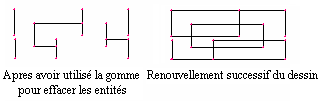 Apres avoir utilisé la gomme
pour effacer les entités
Renouvellement successif du dessin